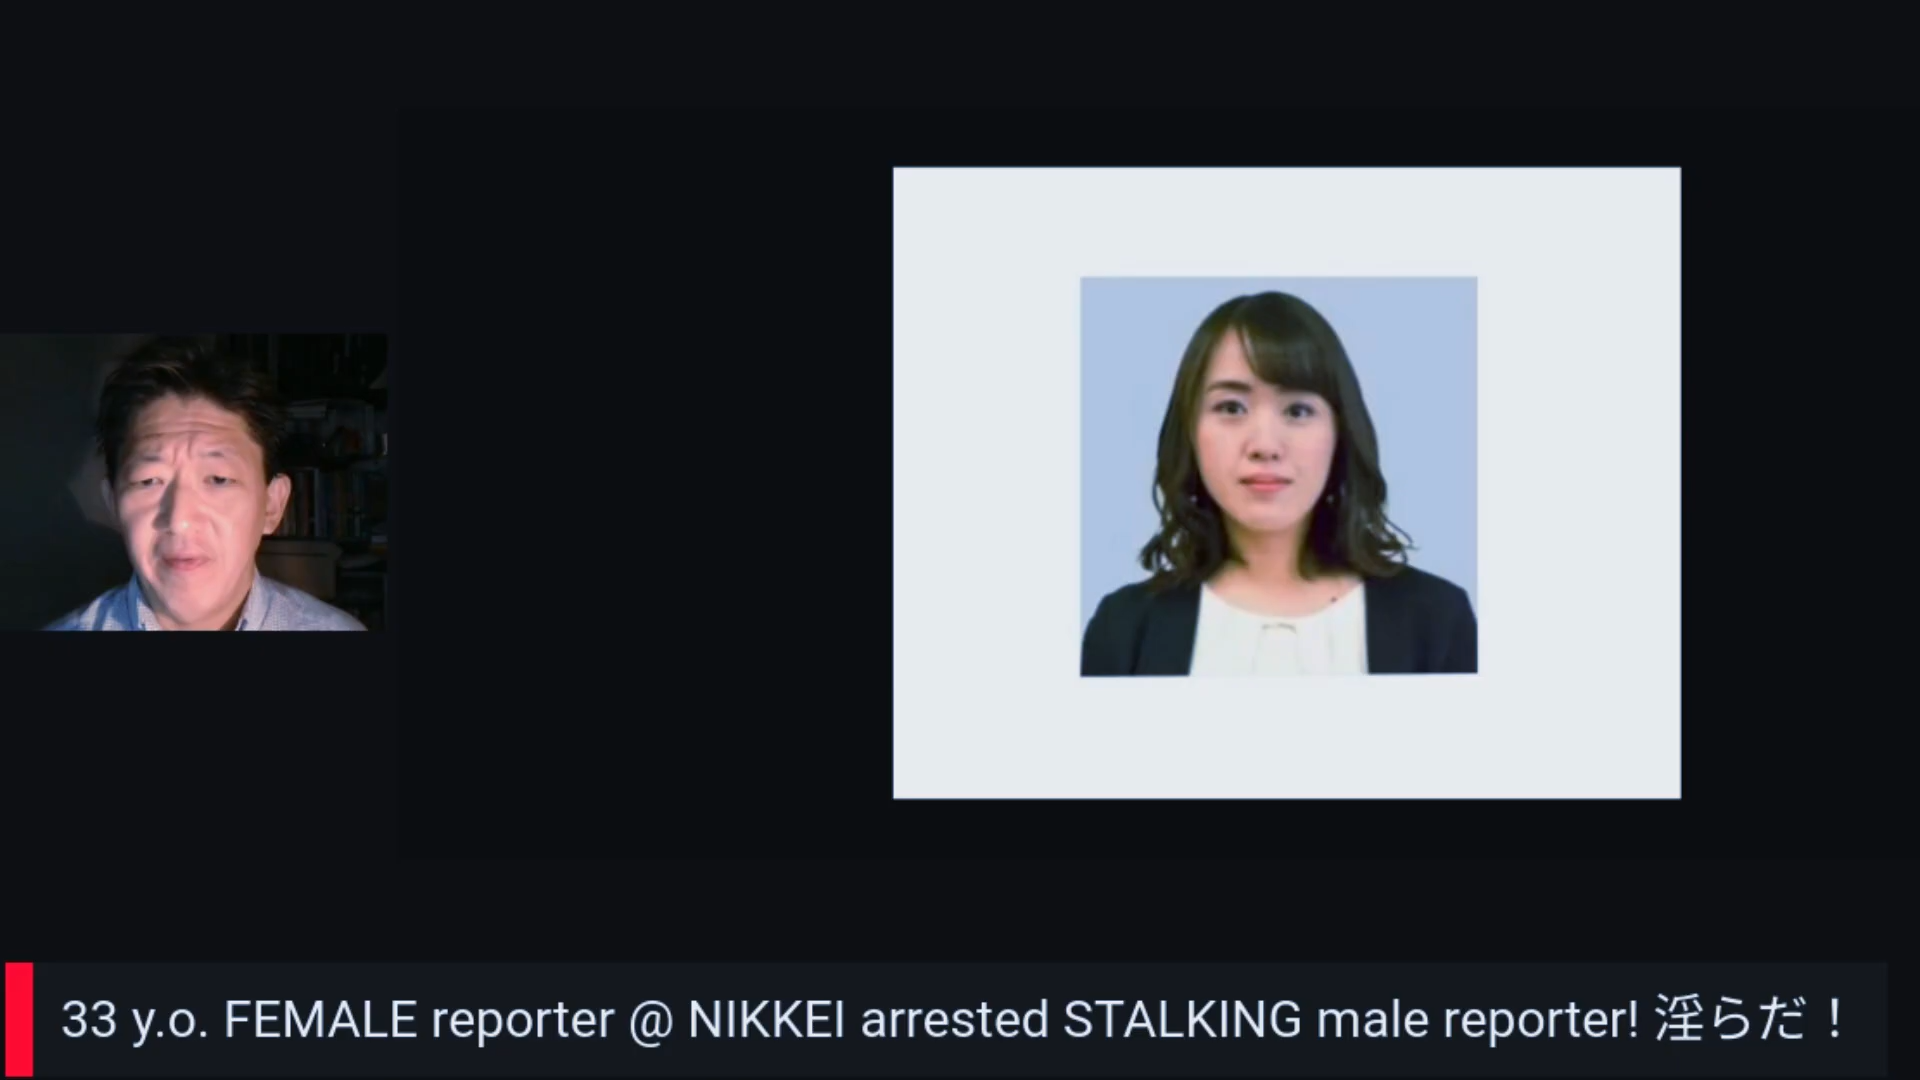 33 y.o. FEMALE reporter @ NIKKEI arrested STALKING male reporter! 淫らだ！